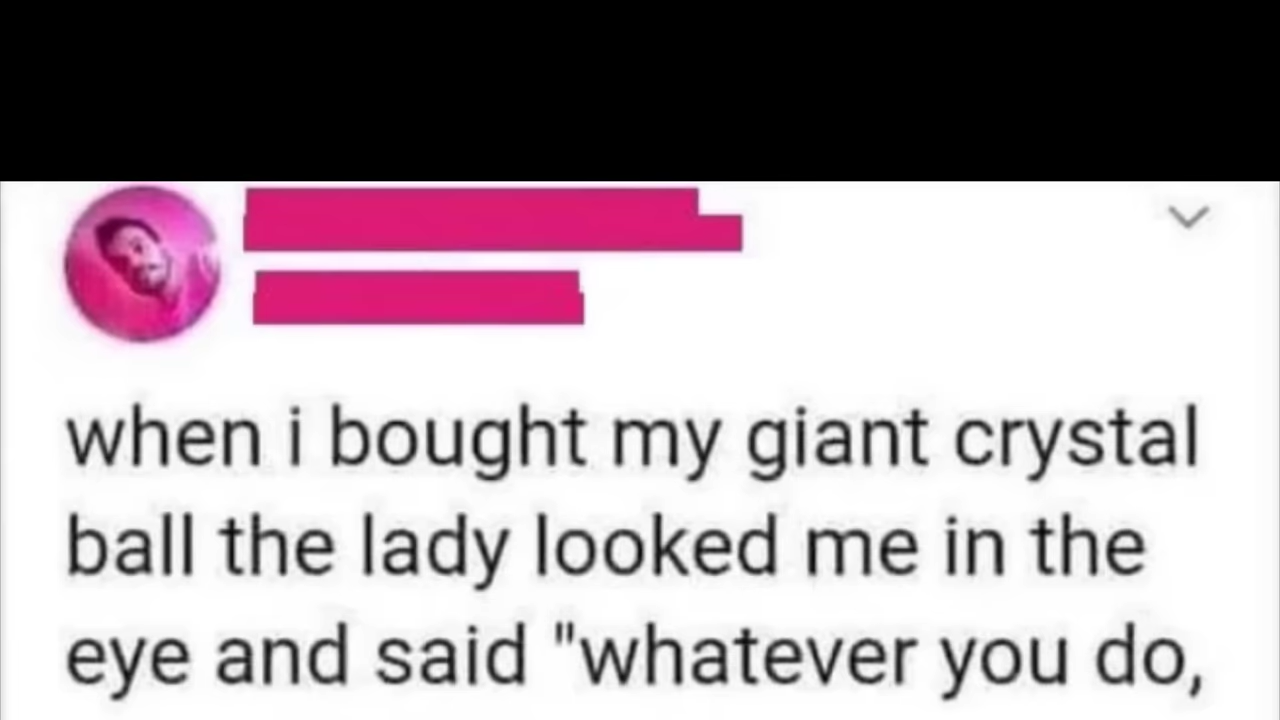 when i bought my giant crystal
ball the lady looked me in the
eye and said "whatever you do,